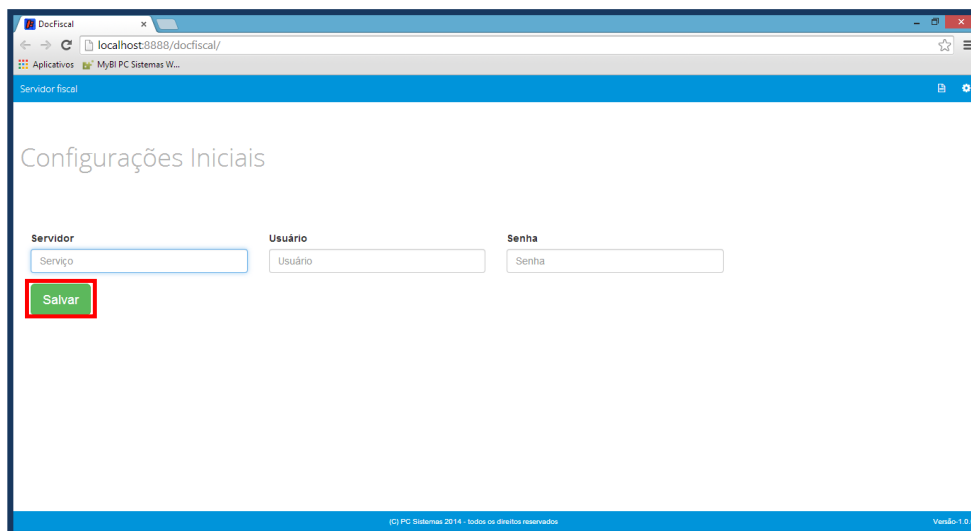 DocFiscal
localhost:8888/docfiscal/
Aplicativos MyBI PC Sistemas W...
Servidor fiscal
Configurações Iniciais
Servidor Usuário Senha
Serviço Usuário Senha
Salvar
(C) PC Sistemas 2014 - todos os direitos reservados Versão-1.0.